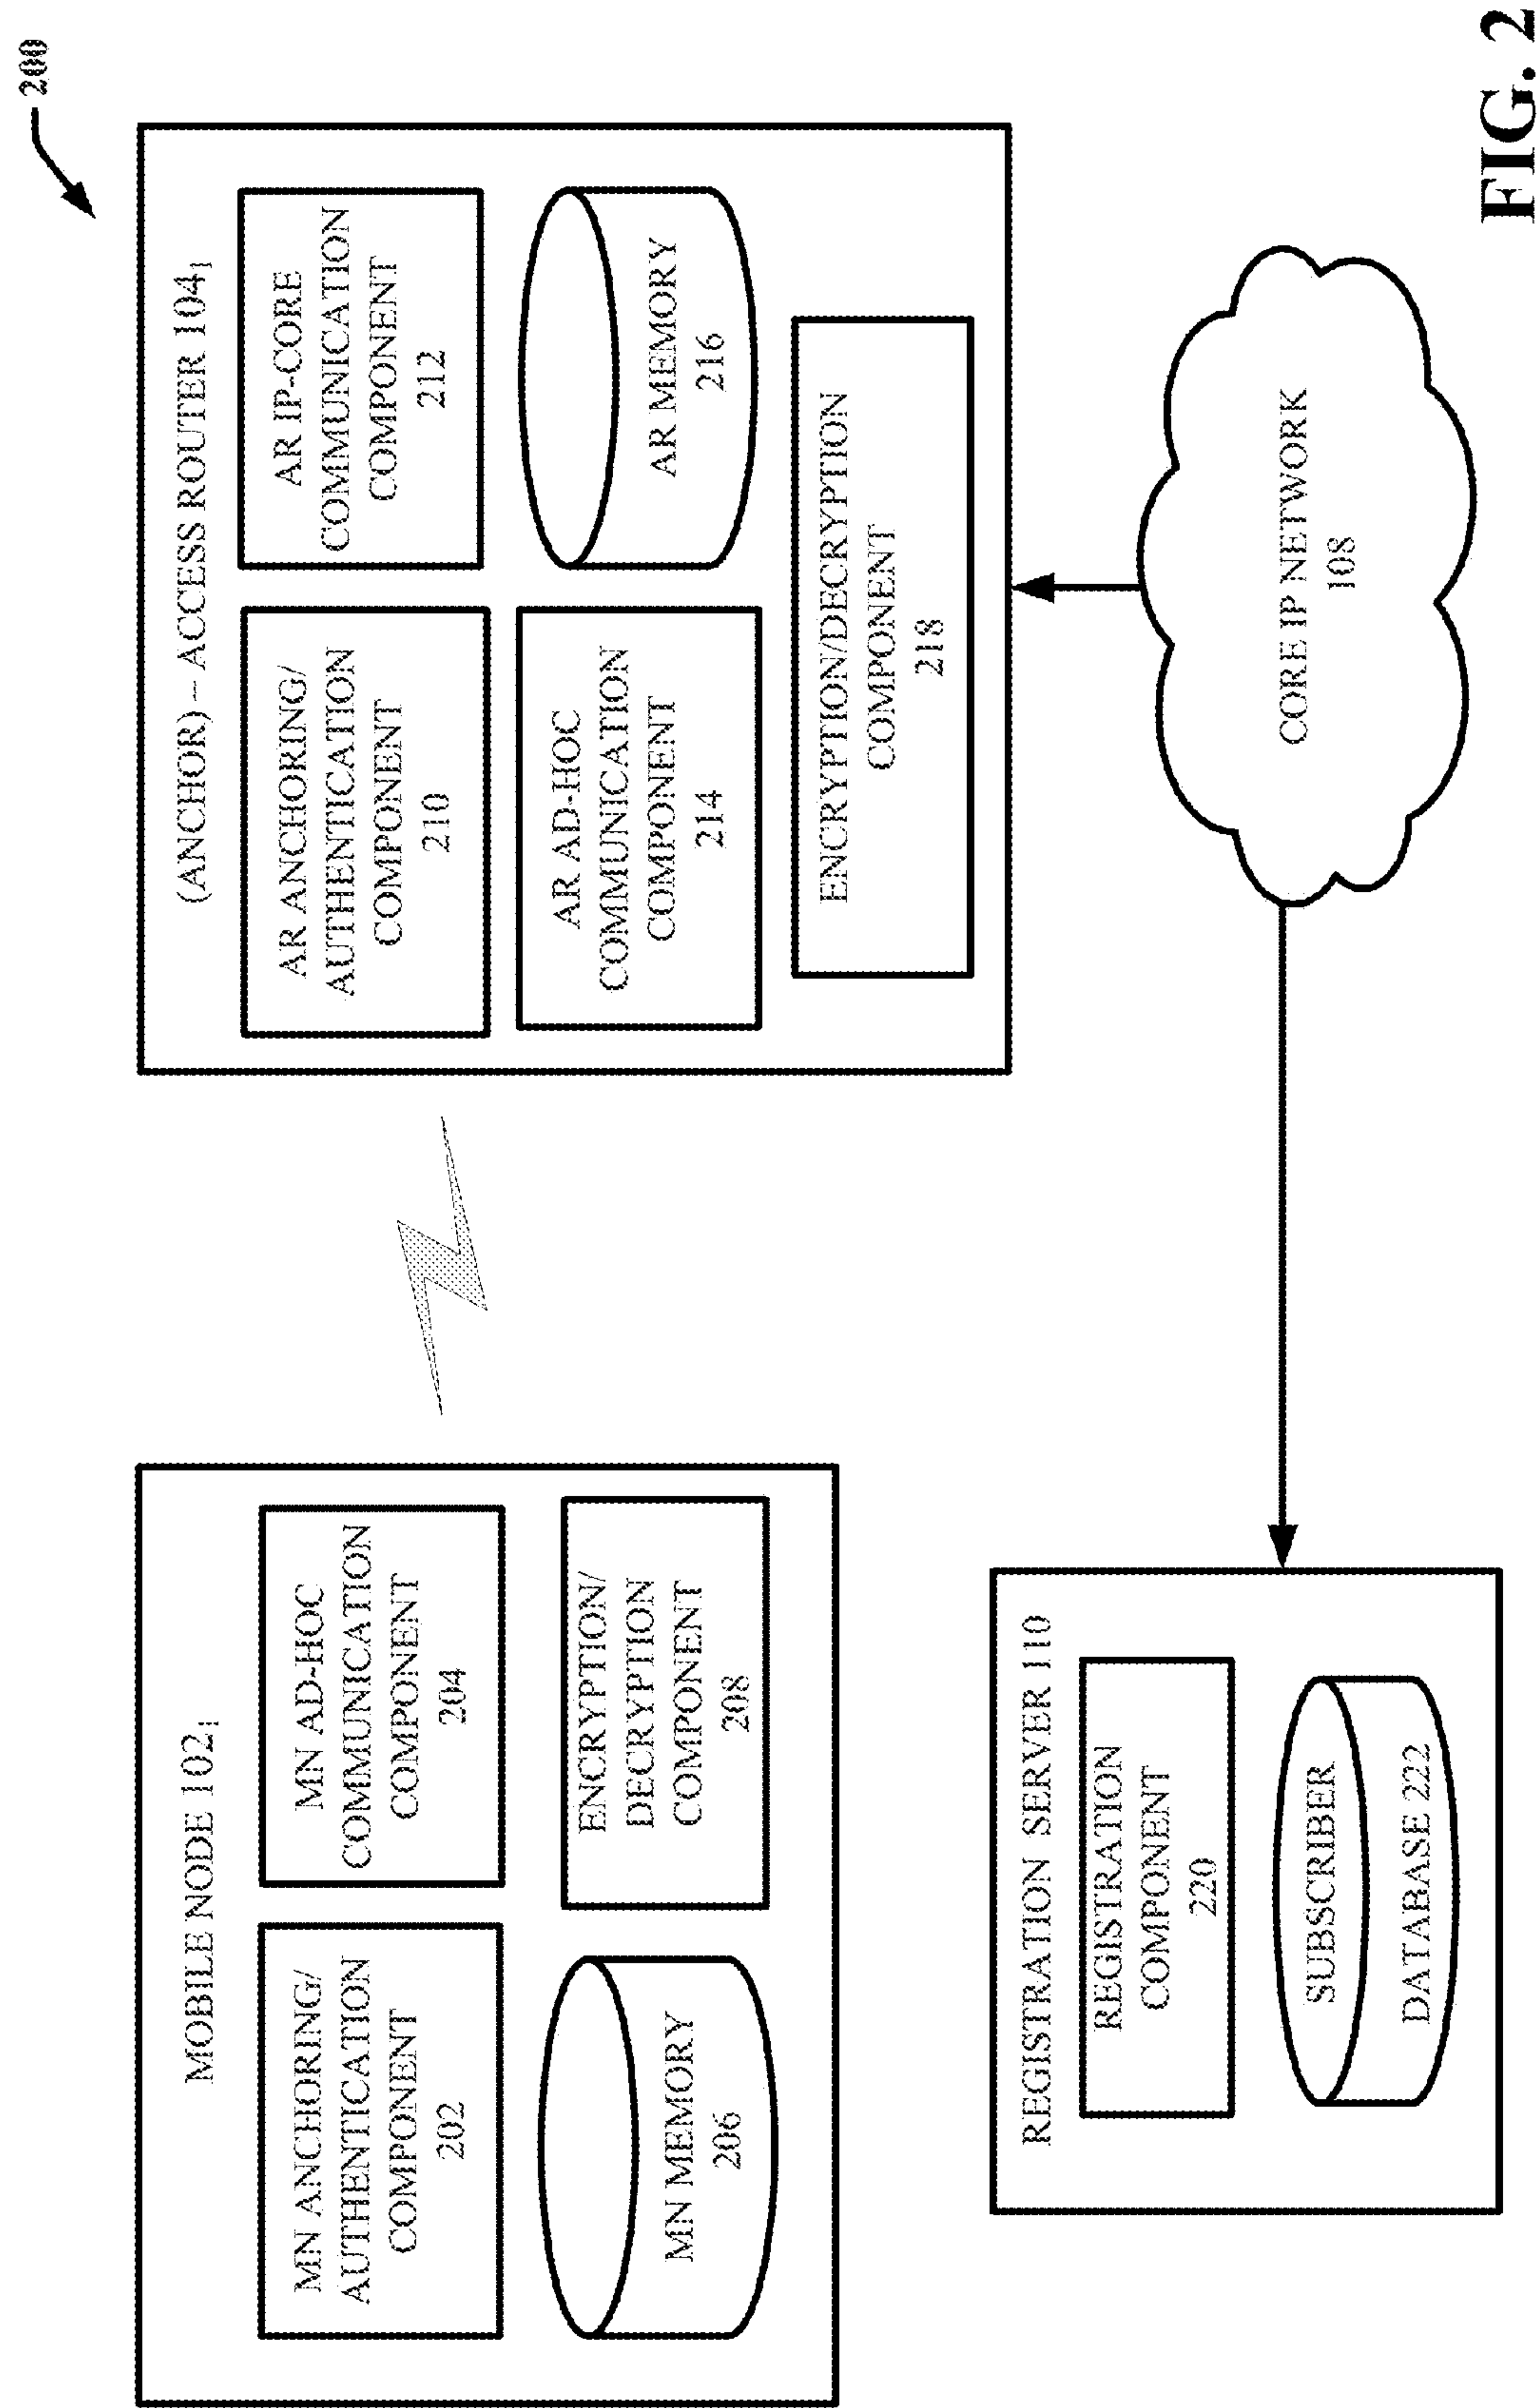 200
MOBILE NODE 102₁
MN ANCHORING/
AUTHENTICATION
COMPONENT
202
MN AD-HOC
COMMUNICATION
COMPONENT
204
MN MEMORY
206
ENCRYPTION/
DECRYPTION
COMPONENT
208
(ANCHOR) – ACCESS ROUTER 104₁
AR ANCHORING/
AUTHENTICATION
COMPONENT
210
AR IP-CORE
COMMUNICATION
COMPONENT
212
AR AD-HOC
COMMUNICATION
COMPONENT
214
AR MEMORY
216
ENCRYPTION/DECRYPTION
COMPONENT
218
REGISTRATION SERVER 110
REGISTRATION
COMPONENT
220
SUBSCRIBER
DATABASE 222
CORE IP NETWORK
108
FIG. 2